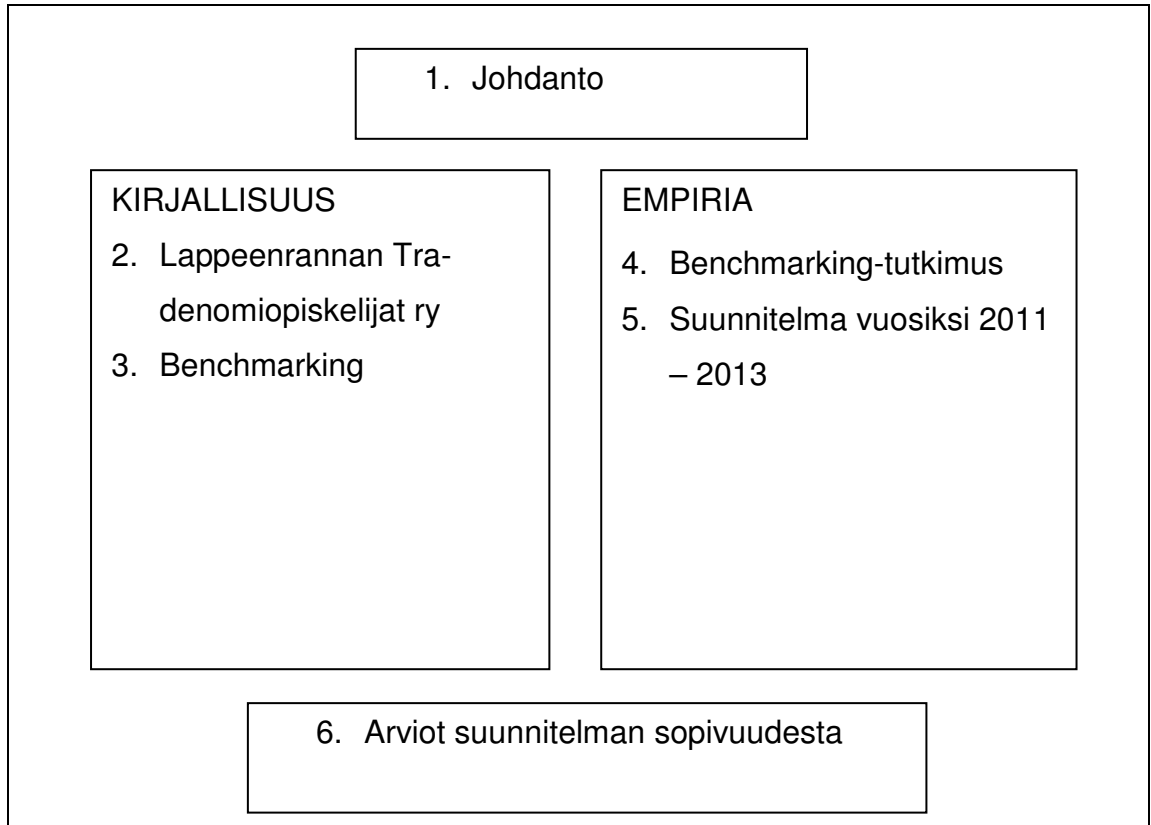 1. Johdanto
KIRJALLISUUS
2. Lappeenrannan Tra-
denomiopiskelijat ry
3. Benchmarking
EMPIRIA
4. Benchmarking-tutkimus
5. Suunnitelma vuosiksi 2011
– 2013
6. Arviot suunnitelman sopivuudesta